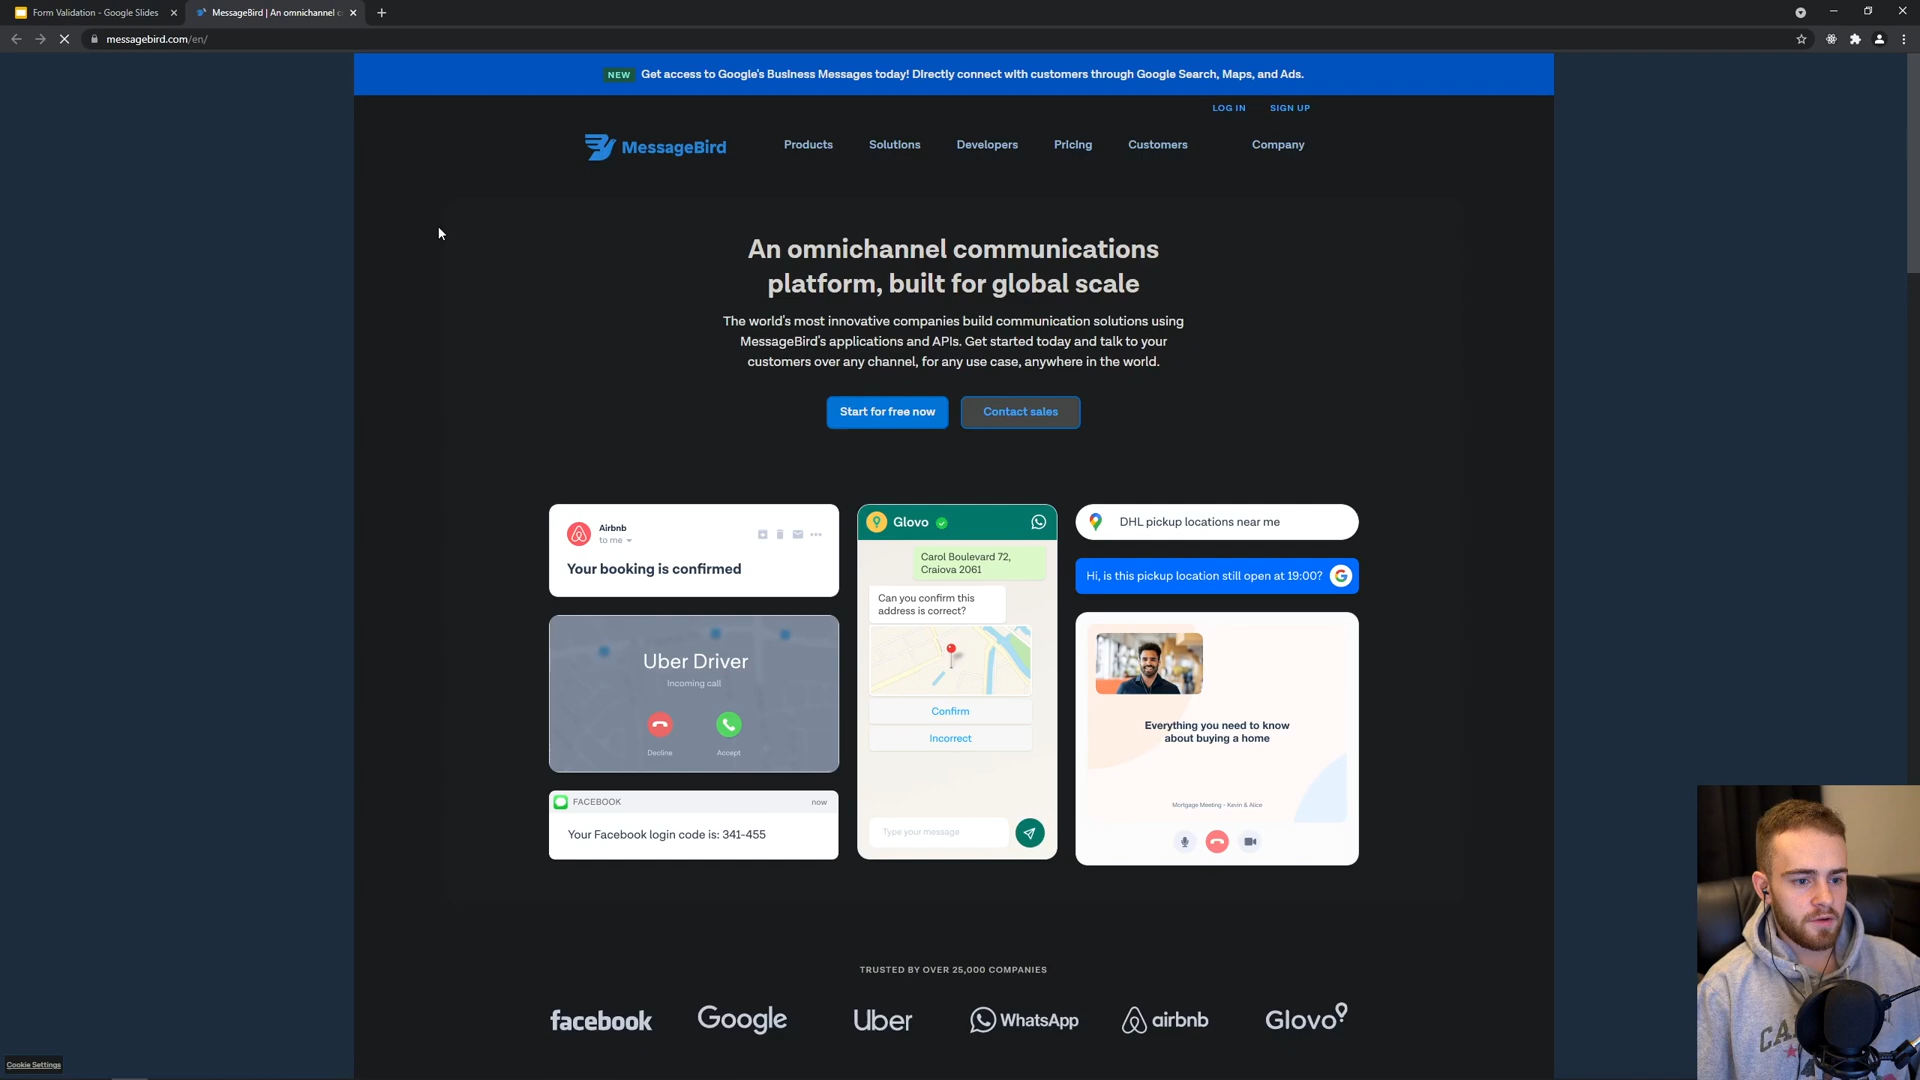 Form Validation - Google Slides
MessageBird | An omnichannel c
messagebird.com/en/
NEW Get access to Google's Business Messages today! Directly connect with customers through Google Search, Maps, and Ads.
LOG IN SIGN UP
MessageBird Products Solutions Developers Pricing Customers Company
An omnichannel communications
platform, built for global scale
The world's most innovative companies build communication solutions using
MessageBird's applications and APIs. Get started today and talk to your
customers over any channel, for any use case, anywhere in the world.
Start for free now Contact sales
Airbnb
to me
Your booking is confirmed
Uber Driver
Incoming call
Decline Accept
FACEBOOK now
Your Facebook login code is: 341-455
Glovo
Carol Boulevard 72,
Craiova 2061
Can you confirm this
address is correct?
Confirm
Incorrect
Type your message
DHL pickup locations near me
Hi, is this pickup location still open at 19:00?
Everything you need to know
about buying a home
Mortgage Meeting - Kevin & Alice
TRUSTED BY OVER 25,000 COMPANIES
facebook Google Uber WhatsApp airbnb Glovo
Cookie Settings